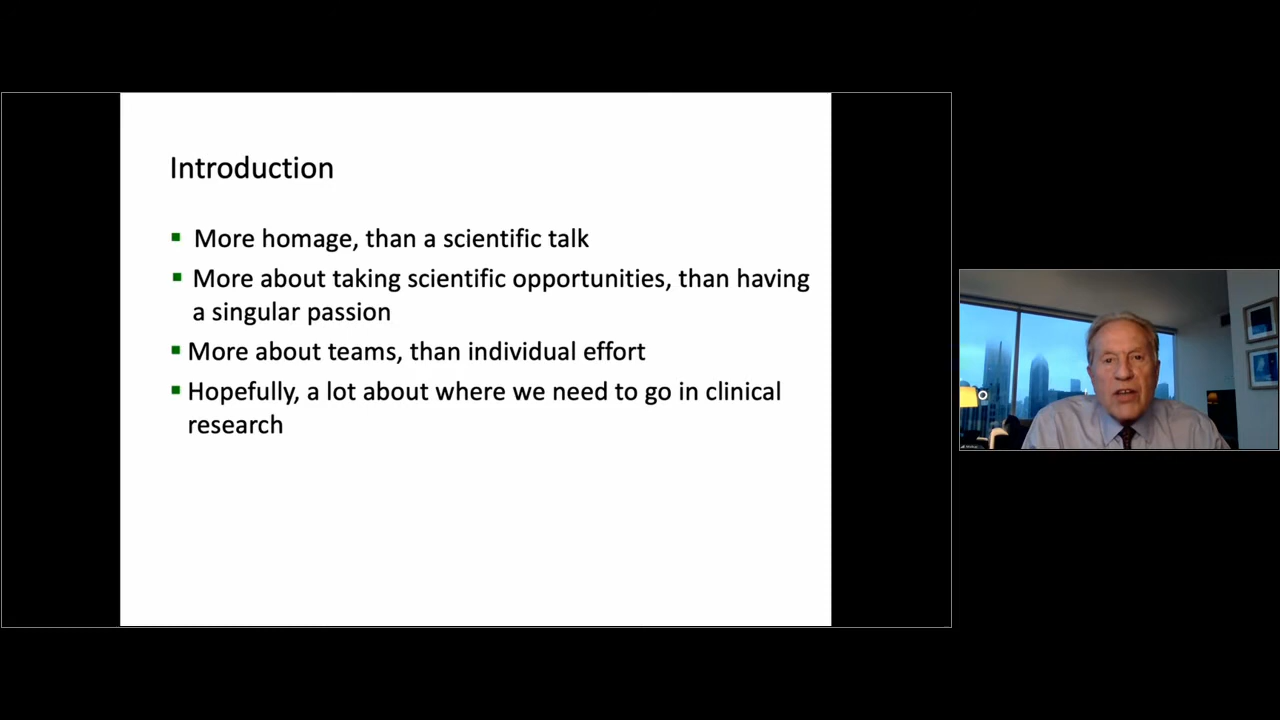 Introduction
More homage, than a scientific talk
More about taking scientific opportunities, than having
a singular passion
More about teams, than individual effort
Hopefully, a lot about where we need to go in clinical
research